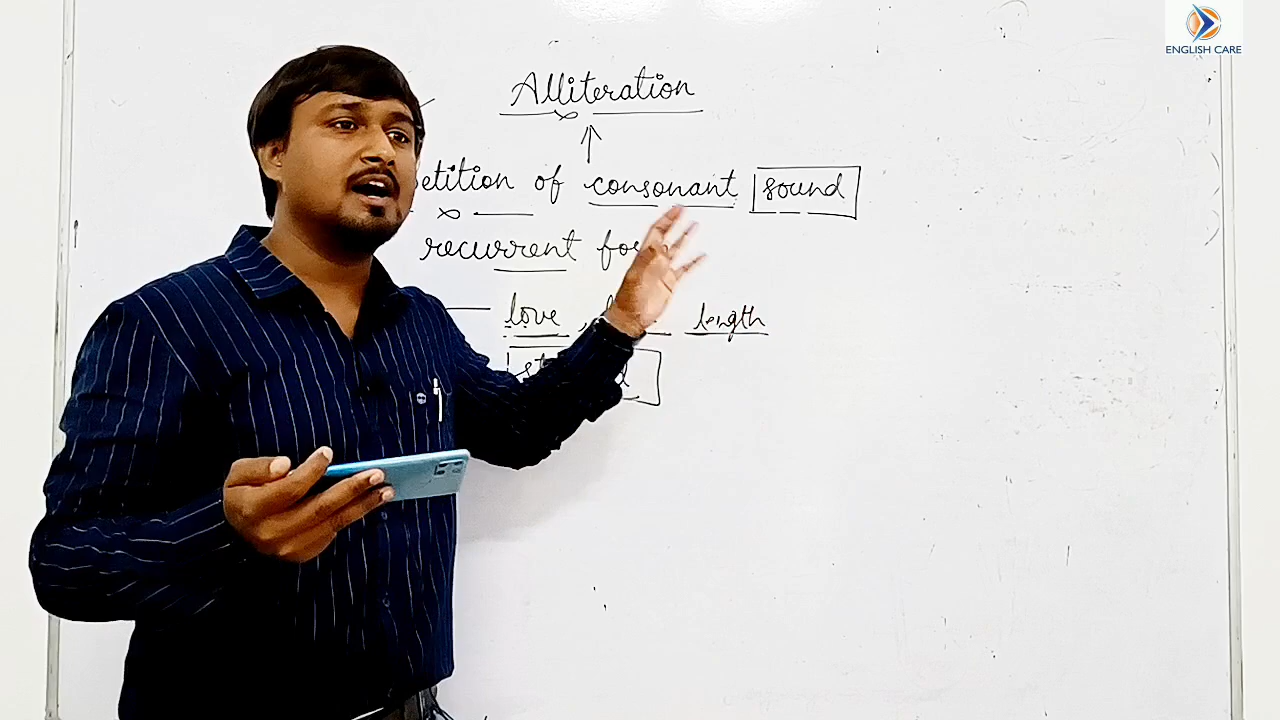 ENGLISH CARE
Alliteration
etition of consonant sound
recurrent fo
love, length